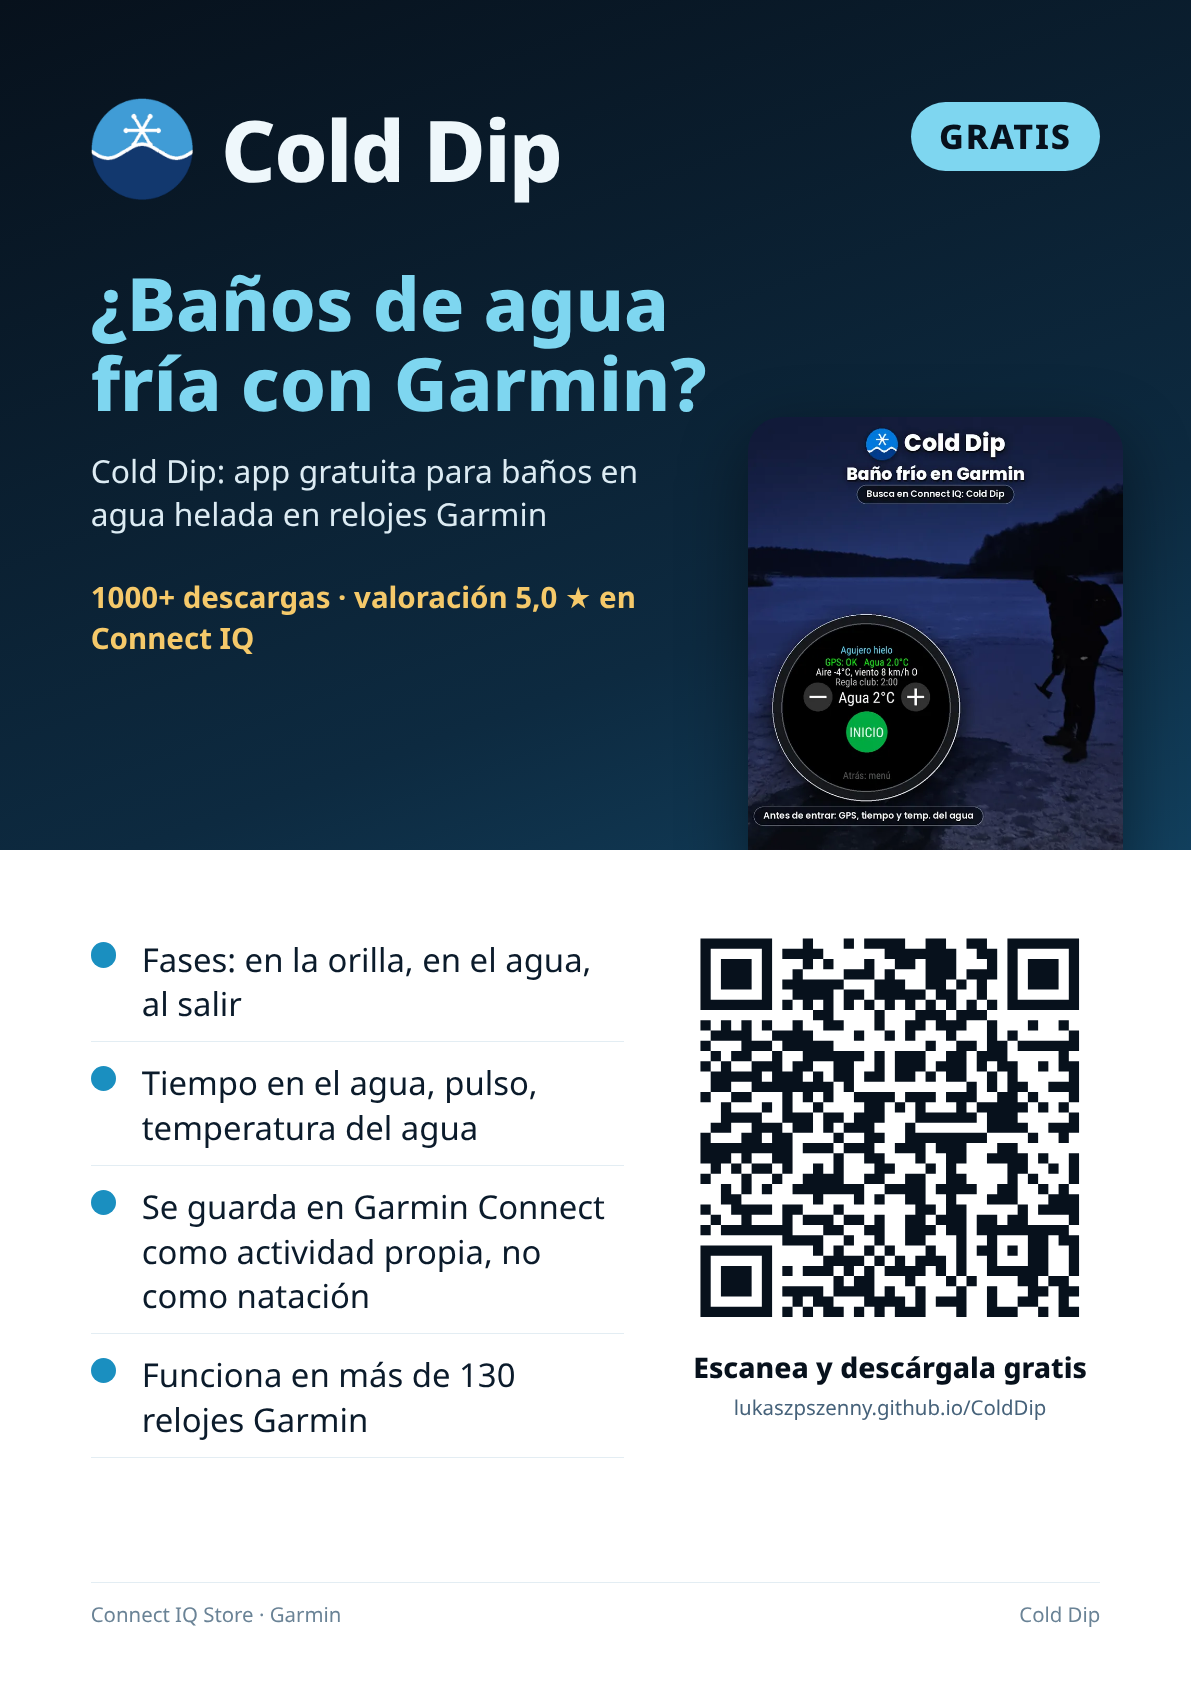 Cold Dip
GRATIS
¿Baños de agua
fría con Garmin?
Cold Dip: app gratuita para baños en
agua helada en relojes Garmin
1000+ descargas · valoración 5,0 ★ en
Connect IQ
Cold Dip
Baño frío en Garmin
Busca en Connect IQ: Cold Dip
Agujero hielo
GPS: OK Agua 2.0°C
Aire -4°C, viento 8 km/h O
Regla club: 2:00
− Agua 2°C +
INICIO
Atrás: menú
Antes de entrar: GPS, tiempo y temp. del agua
Fases: en la orilla, en el agua,
al salir
Tiempo en el agua, pulso,
temperatura del agua
Se guarda en Garmin Connect
como actividad propia, no
como natación
Funciona en más de 130
relojes Garmin
Escanea y descárgala gratis
lukaszpszenny.github.io/ColdDip
Connect IQ Store · Garmin
Cold Dip